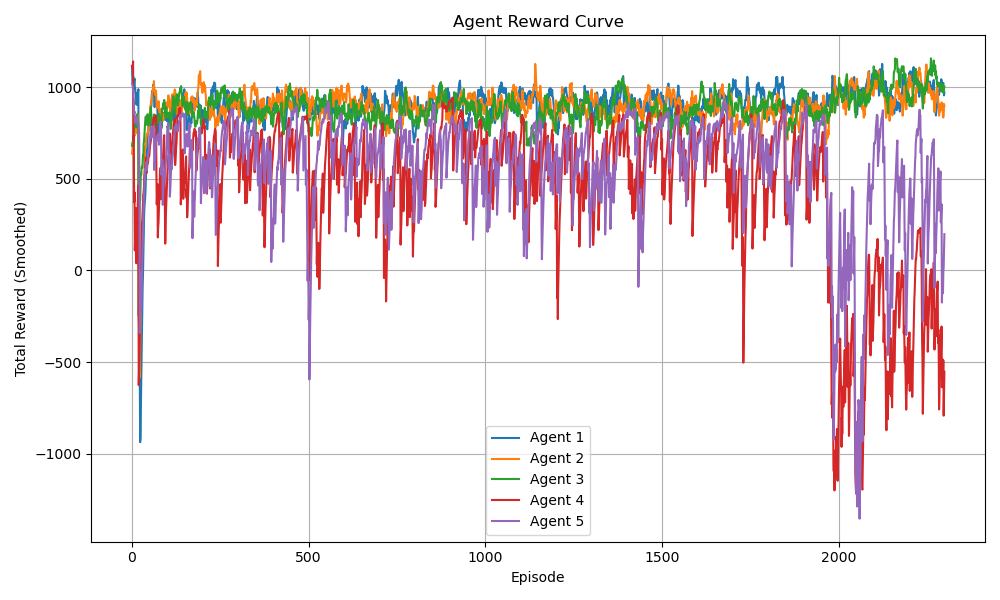 Agent Reward Curve
Total Reward (Smoothed)
1000
500
0
−500
−1000
Agent 1
Agent 2
Agent 3
Agent 4
Agent 5
0
500
1000
1500
2000
Episode